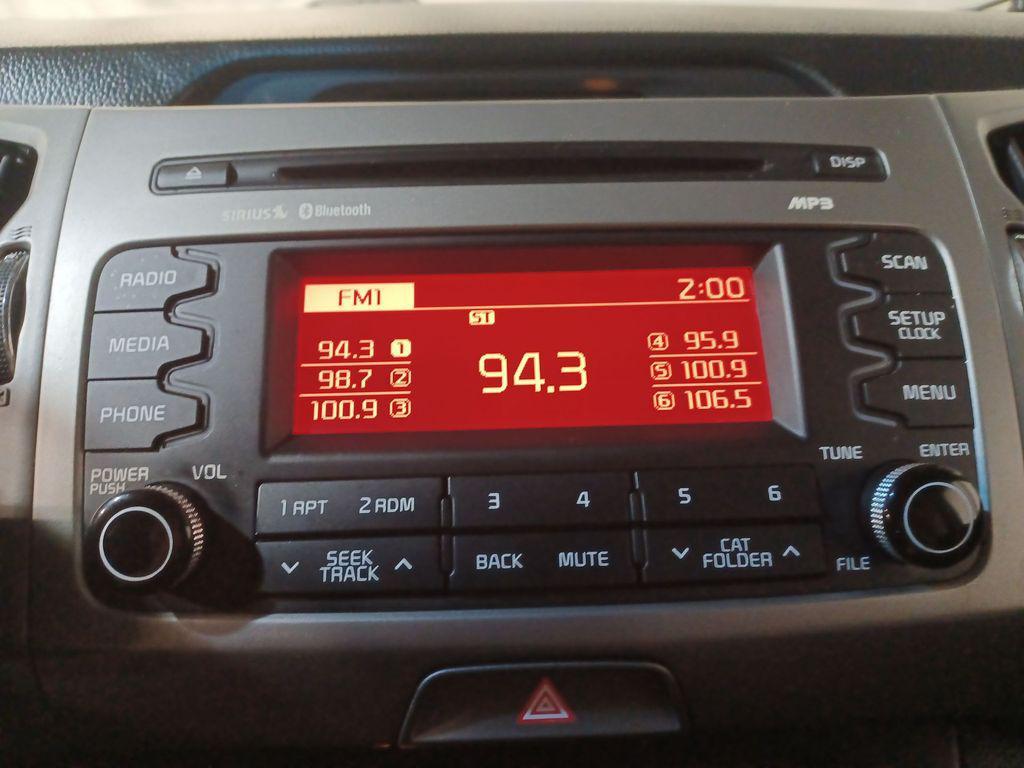 DISP
SIRIUS Bluetooth
MP3
RADIO
MEDIA
PHONE
FM1
2:00
ST
94.3 1
98.7 2
100.9 3
94.3
4 95.9
5 100.9
6 106.5
SCAN
SETUP
CLOCK
MENU
POWER
PUSH
VOL
TUNE
ENTER
FILE
1 RPT
2 RDM
3
4
5
6
SEEK
TRACK
BACK
MUTE
CAT
FOLDER